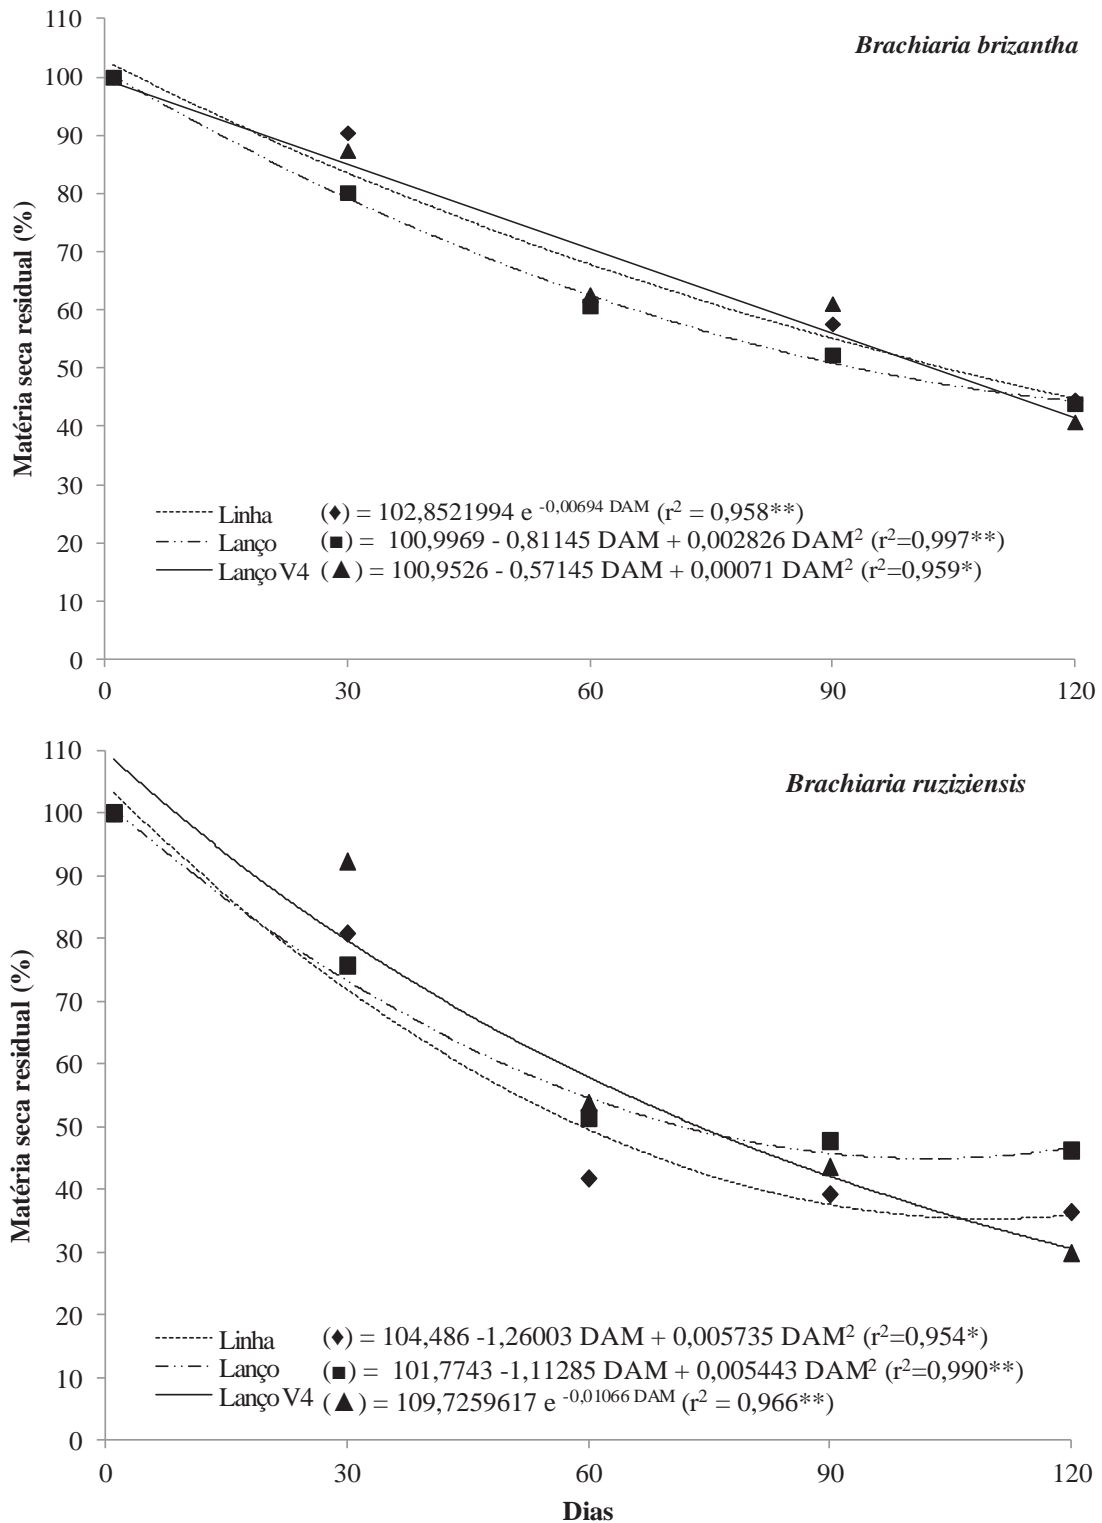 110
Brachiaria brizantha
100
90
80
70
60
50
40
30
20
10
0
Matéria seca residual (%)
Linha (♦) = 102,8521994 e -0,00694 DAM (r² = 0,958**)
Lanço (■) = 100,9969 - 0,81145 DAM + 0,002826 DAM² (r²=0,997**)
Lanço V4 (▲) = 100,9526 - 0,57145 DAM + 0,00071 DAM² (r²=0,959*)
0 30 60 90 120
110
Brachiaria ruziziensis
100
90
80
70
60
50
40
30
20
10
0
Matéria seca residual (%)
Linha (♦) = 104,486 -1,26003 DAM + 0,005735 DAM² (r²=0,954*)
Lanço (■) = 101,7743 -1,11285 DAM + 0,005443 DAM² (r²=0,990**)
Lanço V4 (▲) = 109,7259617 e -0,01066 DAM (r² = 0,966**)
0 30 60 90 120
Dias